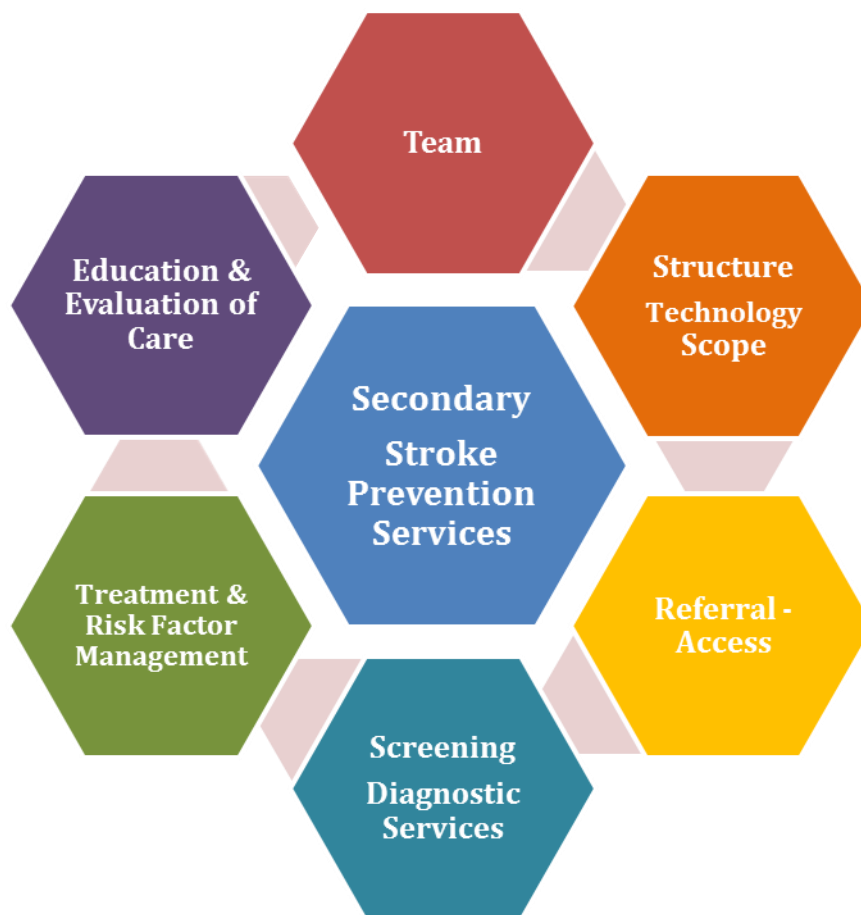 Team
Structure
Technology
Scope
Referral -
Access
Screening
Diagnostic
Services
Treatment &
Risk Factor
Management
Education &
Evaluation of
Care
Secondary
Stroke
Prevention
Services